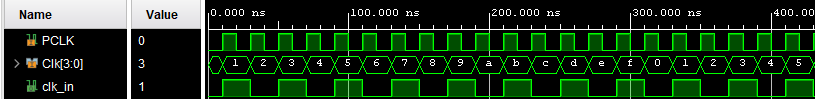 Name Value 0.000 ns 100.000 ns 200.000 ns 300.000 ns 400.0
PCLK 0
Clk[3:0] 3 1 2 3 4 5 6 7 8 9 a b c d e f 0 1 2 3 4 5
clk_in 1